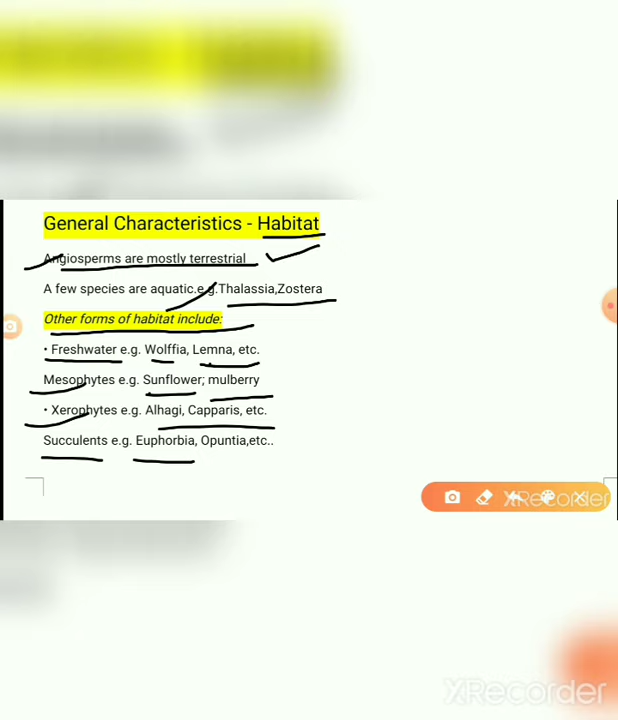 General Characteristics - Habitat
Angiosperms are mostly terrestrial
A few species are aquatic.e.g.Thalassia,Zostera
Other forms of habitat include:
• Freshwater e.g. Wolffia, Lemna, etc.
Mesophytes e.g. Sunflower; mulberry
• Xerophytes e.g. Alhagi, Capparis, etc.
Succulents e.g. Euphorbia, Opuntia,etc..
XRecorder
XRecorder